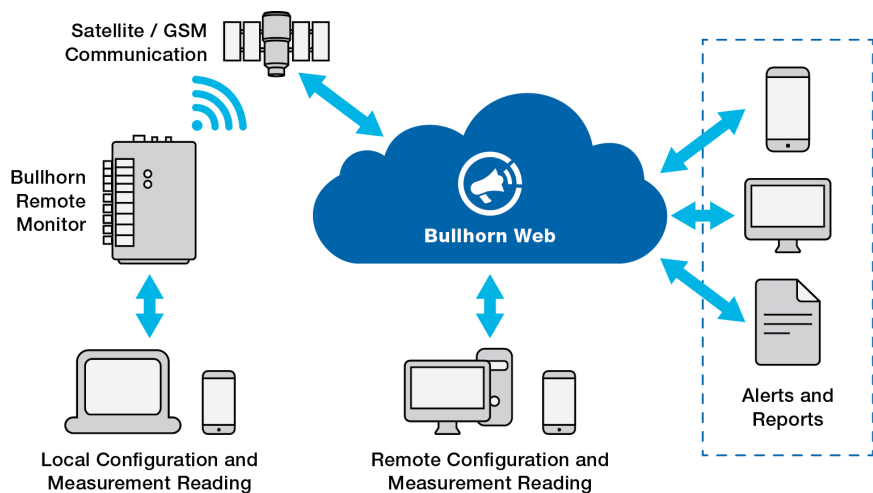 Satellite / GSM
Communication
Bullhorn
Remote
Monitor
Bullhorn Web
Alerts and
Reports
Local Configuration and
Measurement Reading
Remote Configuration and
Measurement Reading